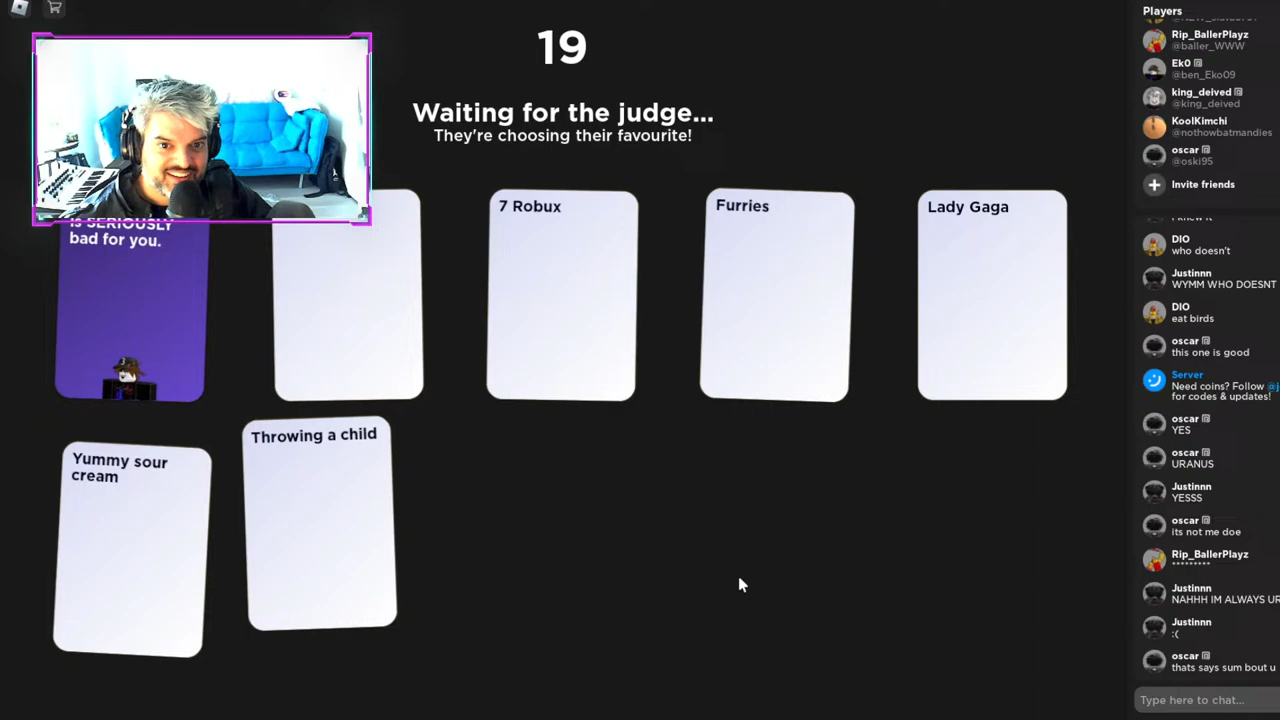 19
Waiting for the judge...
They're choosing their favourite!
is SERIOUSLY
bad for you.
7 Robux
Furries
Lady Gaga
Yummy sour
cream
Throwing a child
Players
Rip_BallerPlayz
@baller_WWW
Ek0
@ben_Eko09
king_deived
@king_deived
KoolKimchi
@nothowbatmandies
oscar
@oski95
Invite friends
I knew it
DIO
who doesn't
Justinnn
WYMM WHO DOESNT
DIO
eat birds
oscar
this one is good
Server
Need coins? Follow @j
for codes & updates!
oscar
YES
oscar
URANUS
Justinnn
YESSS
oscar
its not me doe
Rip_BallerPlayz
*********
Justinnn
NAHHH IM ALWAYS UR
Justinnn
:(
oscar
thats says sum bout u
Type here to chat...